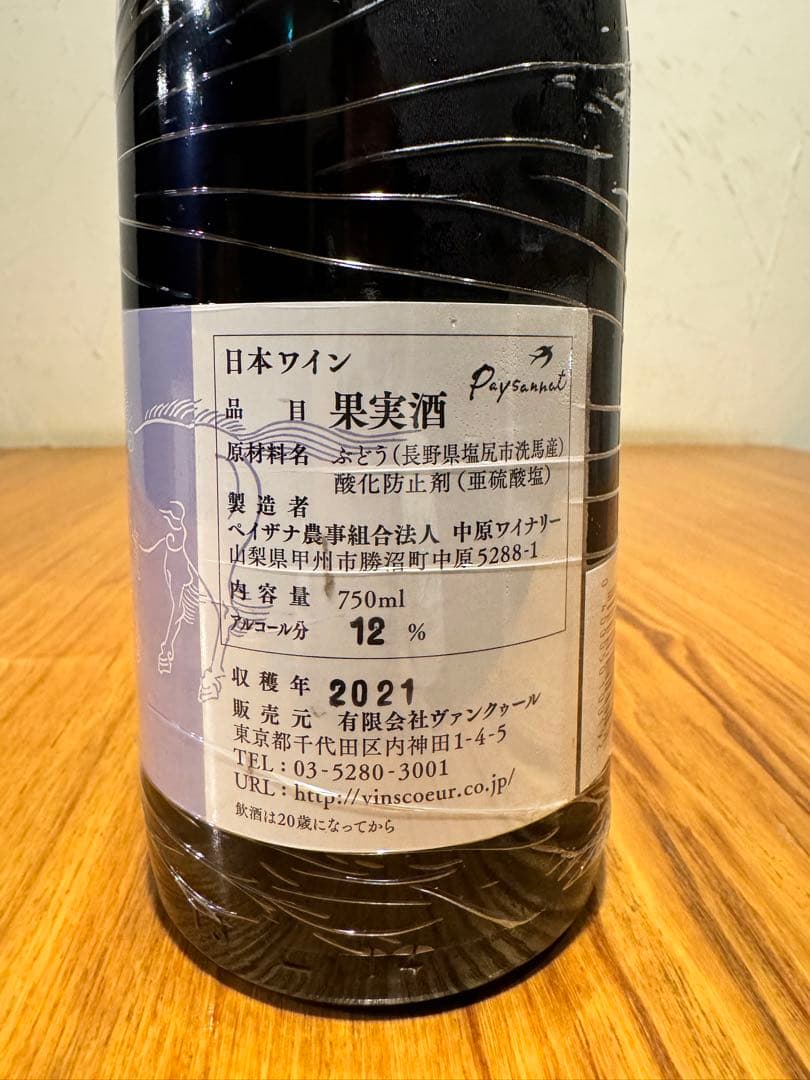 日本ワイン
Paysannat
品目 果実酒
原材料名 ぶどう(長野県塩尻市洗馬産)
酸化防止剤(亜硫酸塩)
製造者
ペイザナ農事組合法人 中原ワイナリー
山梨県甲州市勝沼町中原5288-1
内容量 750ml
アルコール分 12 %
収穫年 2021
販売元 有限会社ヴァンクゥール
東京都千代田区内神田1-4-5
TEL : 03-5280-3001
URL : http://vinscoeur.co.jp/
飲酒は20歳になってから